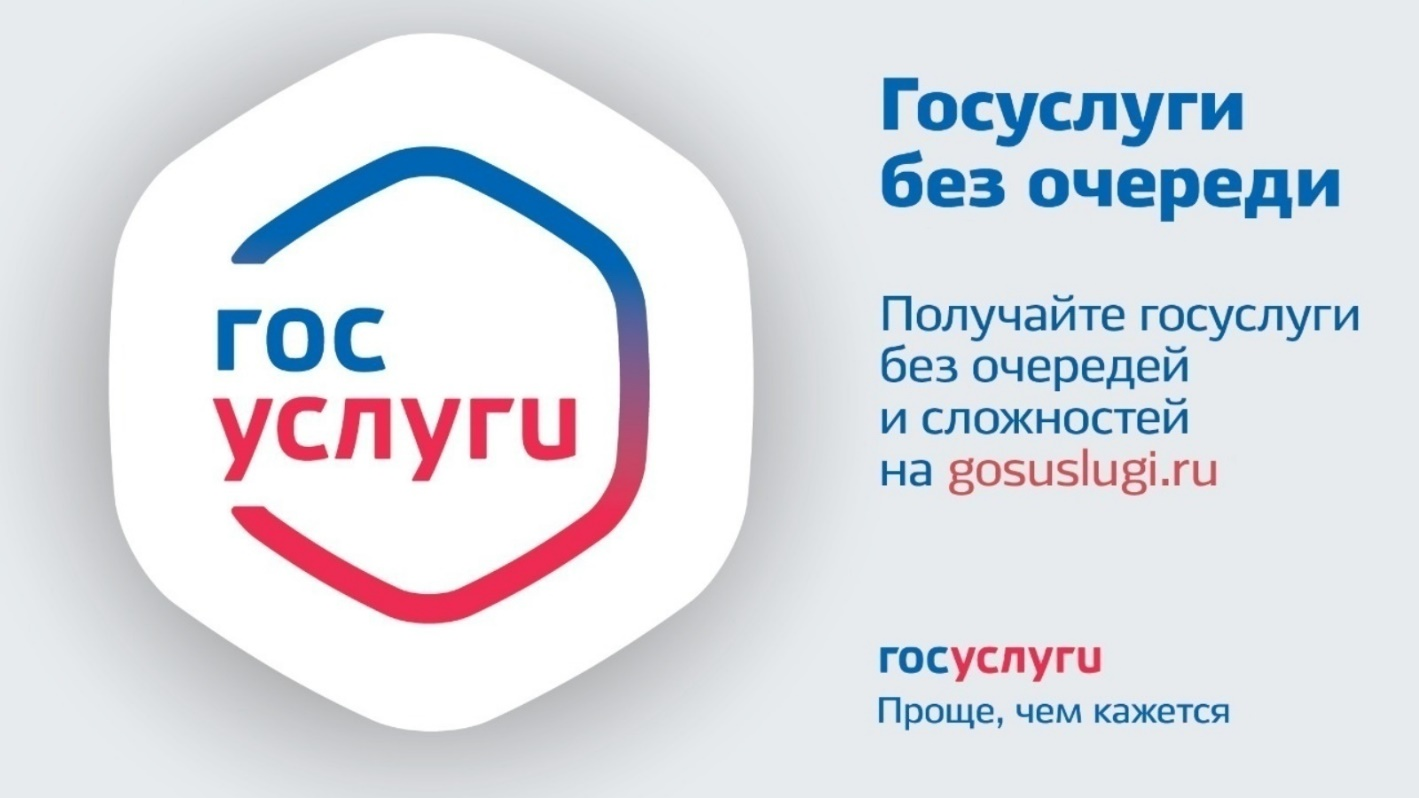 гос
услуги
Госуслуги
без очереди
Получайте госуслуги
без очередей
и сложностей
на gosuslugi.ru
госуслуги
Проще, чем кажется